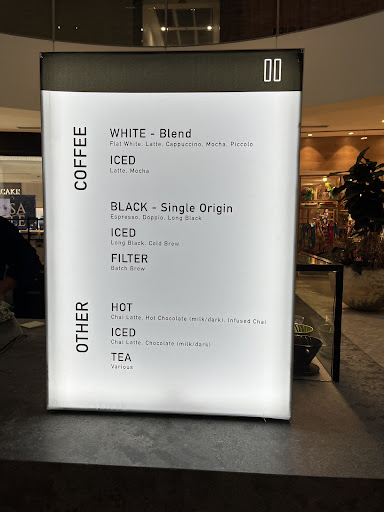 COFFEE
WHITE - Blend
Flat White, Latte, Cappuccino, Mocha, Piccolo
ICED
Latte, Mocha
BLACK - Single Origin
Espresso, Doppio, Long Black
ICED
Long Black, Cold Brew
FILTER
Batch Brew
OTHER
HOT
Chai Latte, Hot Chocolate (milk/dark), Infused Chai
ICED
Chai Latte, Chocolate (milk/dark)
TEA
Various
CAKE